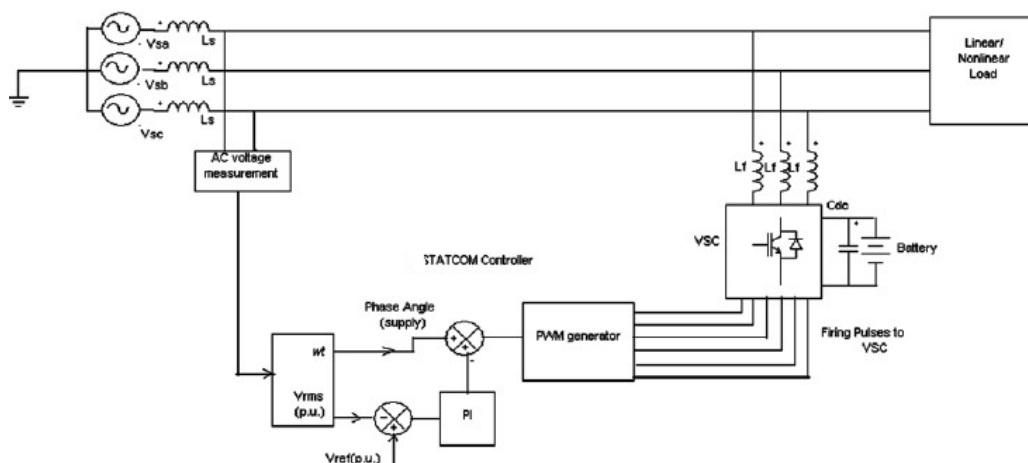 Vsa
Ls
Vsb
Ls
Vsc
Ls
Linear/
Nonlinear
Load
AC voltage
measurement
Lf
Lf
Lf
Cdc
VSC
Battery
STATCOM Controller
Phase Angle
(supply)
PWM generator
Firing Pulses to
VSC
wt
Vrms
(p.u.)
PI
Vref(p.u.)